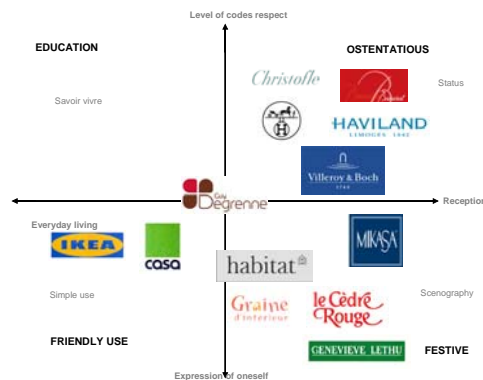 Level of codes respect
EDUCATION
OSTENTATIOUS
Christofle
Status
Savoir vivre
H
HAVILAND
LIMOGES 1842
Villeroy & Boch
1748
Guy
Degrenne
Reception
Everyday living
IKEA
casa
habitat
MIKASA
Simple use
Graine
d'intérieur
le Cèdre
Rouge
Scenography
FRIENDLY USE
GENEVIEVE LETHU
FESTIVE
Expression of oneself